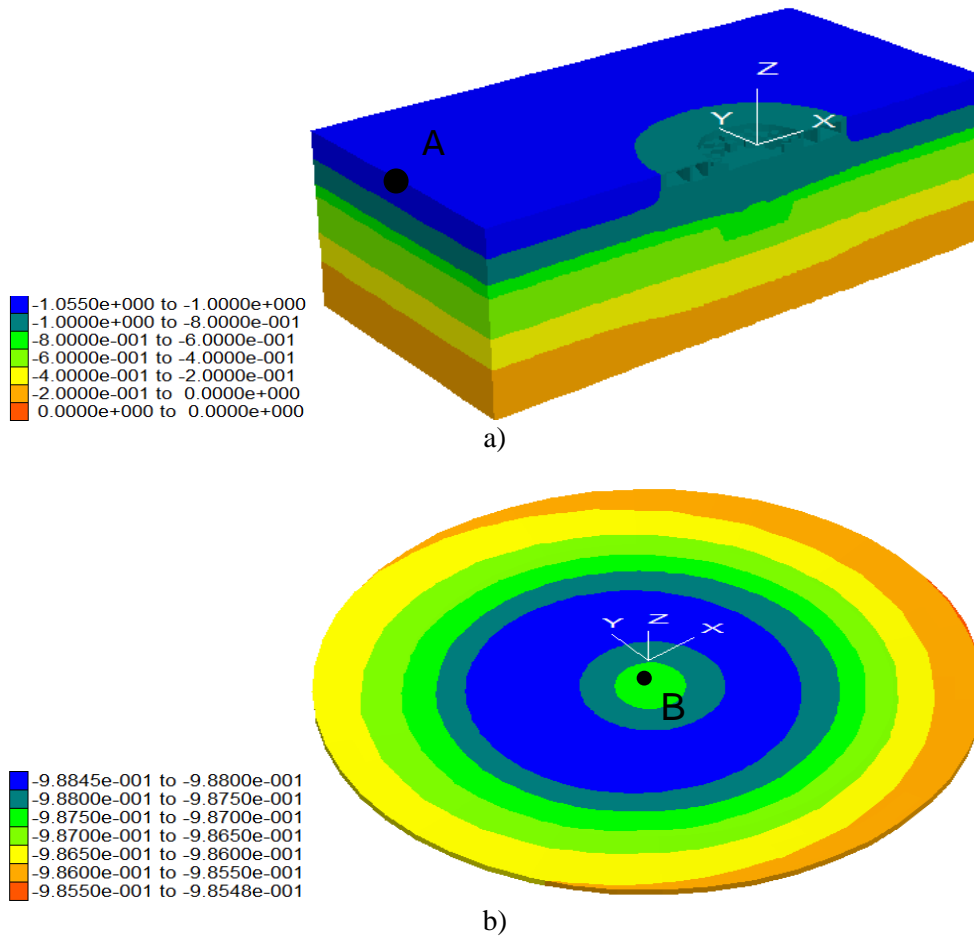 Z
Y
X
A
-1.0550e+000 to -1.0000e+000
-1.0000e+000 to -8.0000e-001
-8.0000e-001 to -6.0000e-001
-6.0000e-001 to -4.0000e-001
-4.0000e-001 to -2.0000e-001
-2.0000e-001 to 0.0000e+000
0.0000e+000 to 0.0000e+000
a)
Y Z X
B
-9.8845e-001 to -9.8800e-001
-9.8800e-001 to -9.8750e-001
-9.8750e-001 to -9.8700e-001
-9.8700e-001 to -9.8650e-001
-9.8650e-001 to -9.8600e-001
-9.8600e-001 to -9.8550e-001
-9.8550e-001 to -9.8548e-001
b)